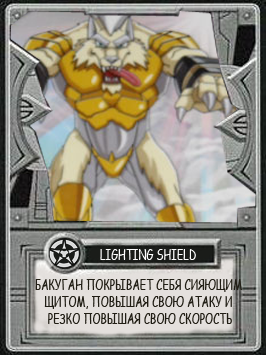 LIGHTING SHIELD
БАКУГАН ПОКРЫВАЕТ СЕБЯ СИЯЮЩИМ
ЩИТОМ, ПОВЫШАЯ СВОЮ АТАКУ И
РЕЗКО ПОВЫШАЯ СВОЮ СКОРОСТЬ